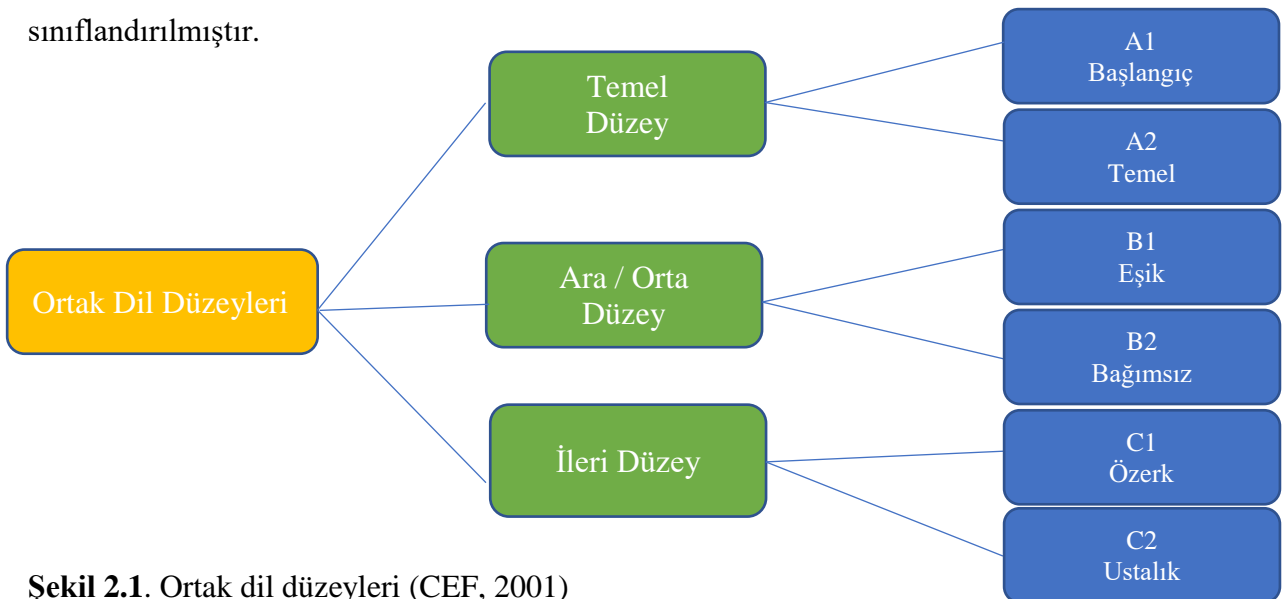 sınıflandırılmıştır.
Ortak Dil Düzeyleri
Temel
Düzey
A1
Başlangıç
A2
Temel
Ara / Orta
Düzey
B1
Eşik
B2
Bağımsız
İleri Düzey
C1
Özerk
C2
Ustalık
Şekil 2.1. Ortak dil düzeyleri (CEF, 2001)